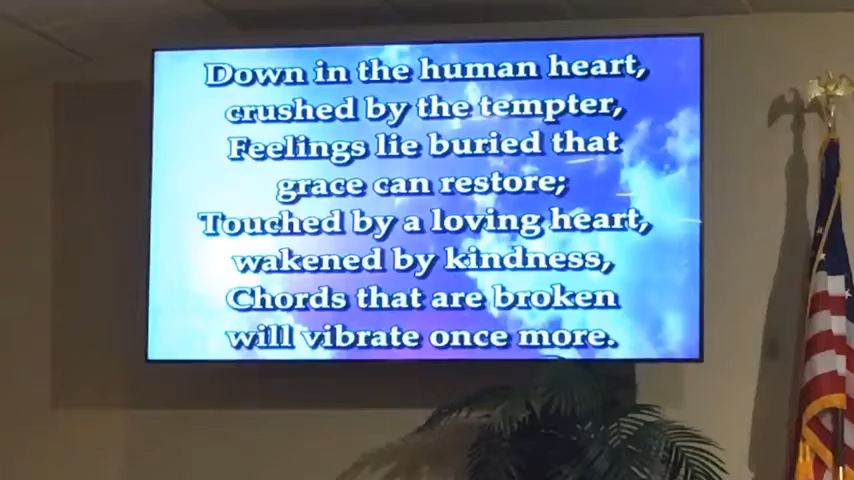 Down in the human heart,
crushed by the tempter,
Feelings lie buried that
grace can restore;
Touched by a loving heart,
wakened by kindness,
Chords that are broken
will vibrate once more.